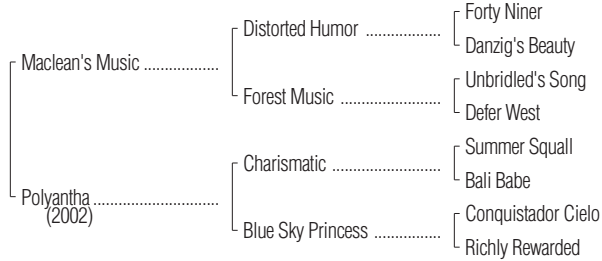 Forty Niner
Distorted Humor ..................
Danzig's Beauty
Maclean's Music ..................
Unbridled's Song
Forest Music ........................
Defer West
Summer Squall
Charismatic ..........................
Bali Babe
Polyantha ..............................
(2002)
Conquistador Cielo
Blue Sky Princess ................
Richly Rewarded